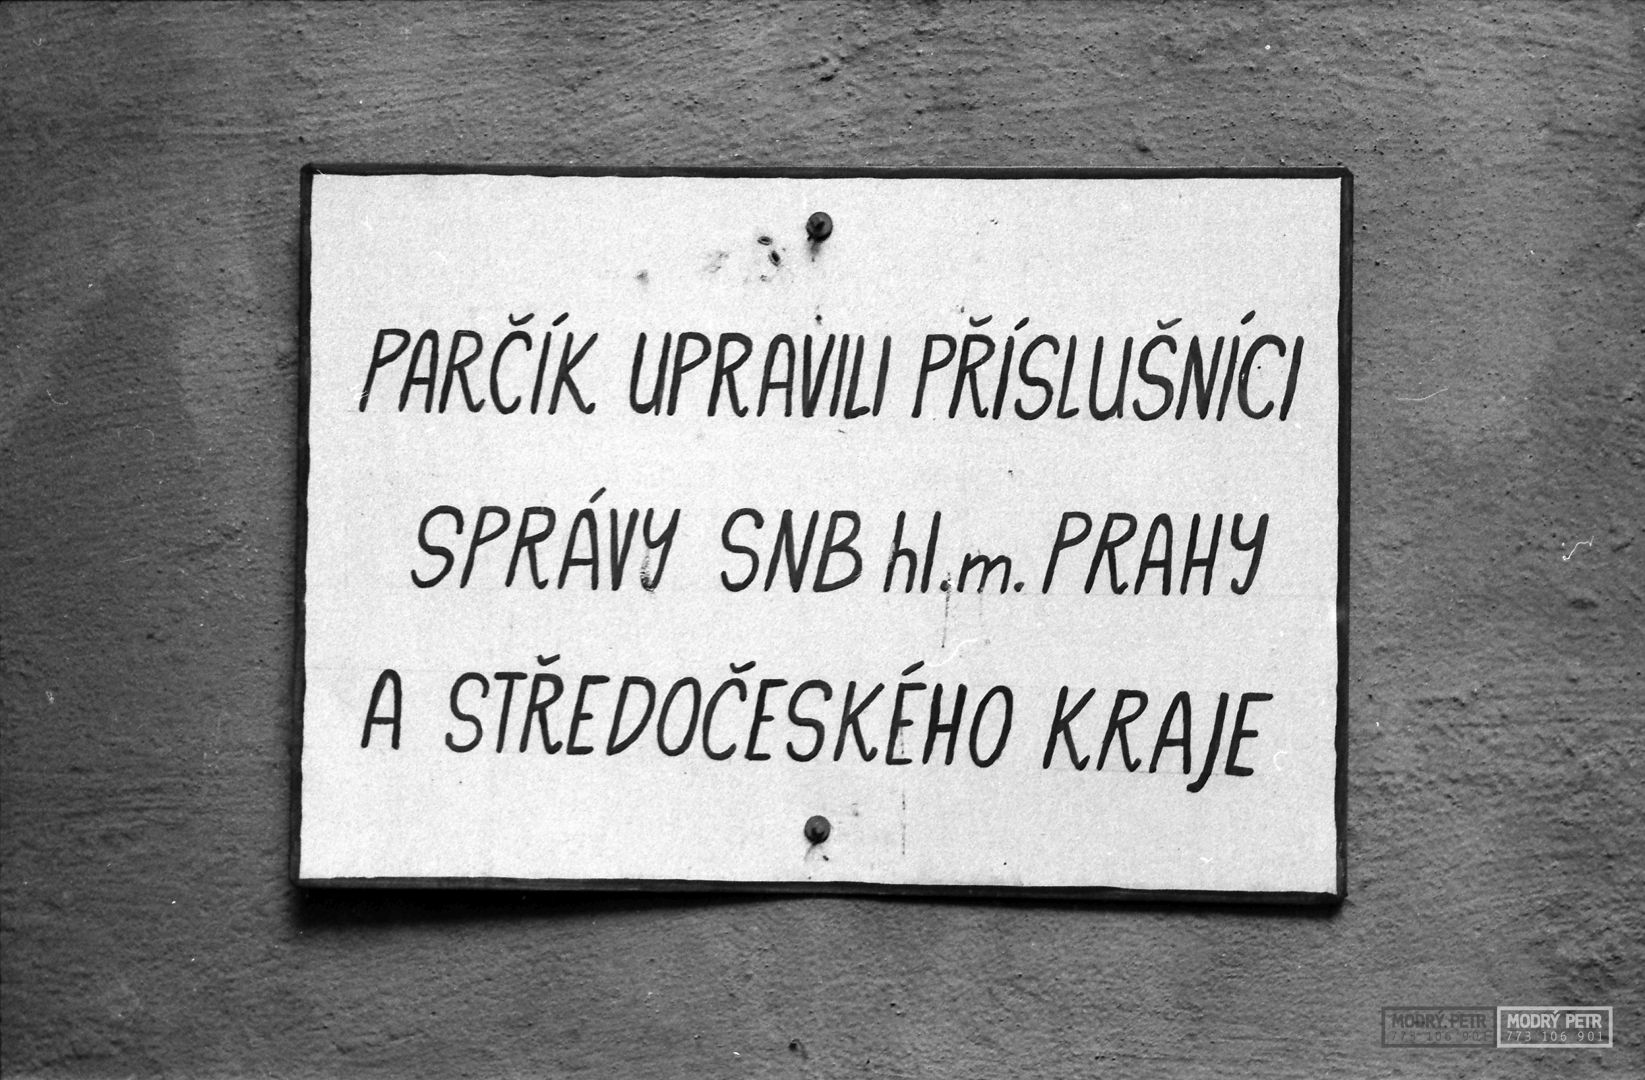 PARČÍK UPRAVILI PŘÍSLUŠNÍCI
SPRÁVY SNB hl.m. PRAHY
A STŘEDOČESKÉHO KRAJE
MODRÝ PETR MODRÝ PETR
773 106 901 773 106 901